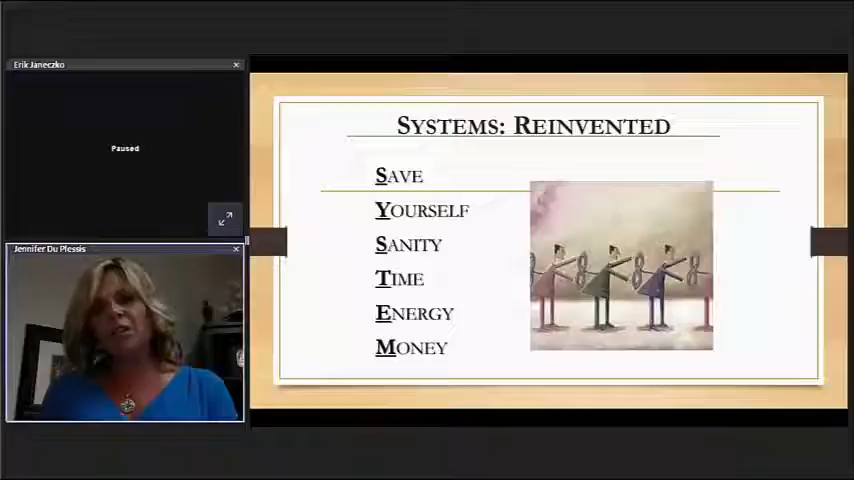 Erik Janeczko
Paused
Jennifer Du Plessis
Systems: Reinvented
Save
Yourself
Sanity
Time
Energy
Money